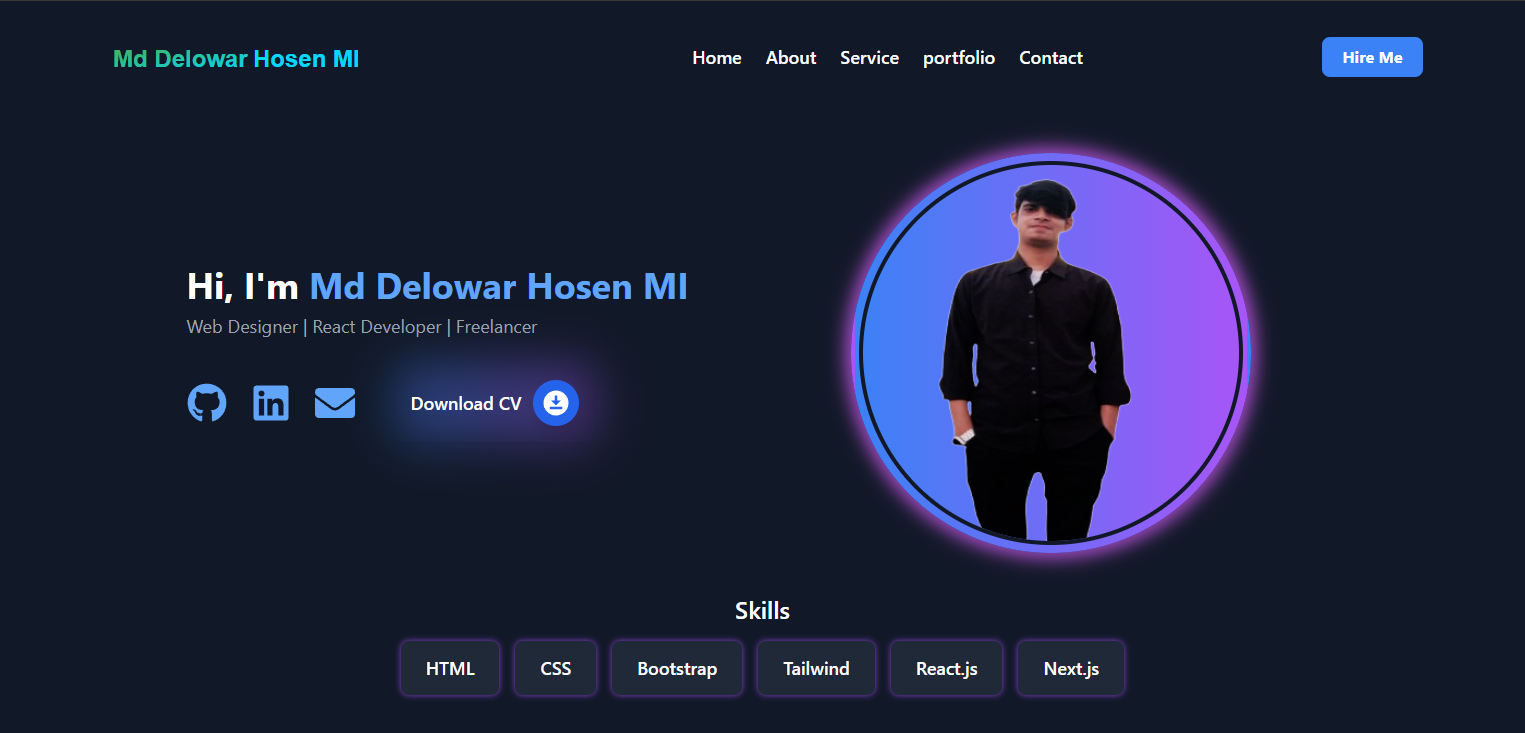 Md Delowar Hosen MI
Home About Service portfolio Contact
Hire Me
Hi, I'm Md Delowar Hosen MI
Web Designer | React Developer | Freelancer
in
Download CV
Skills
HTML CSS Bootstrap Tailwind React.js Next.js